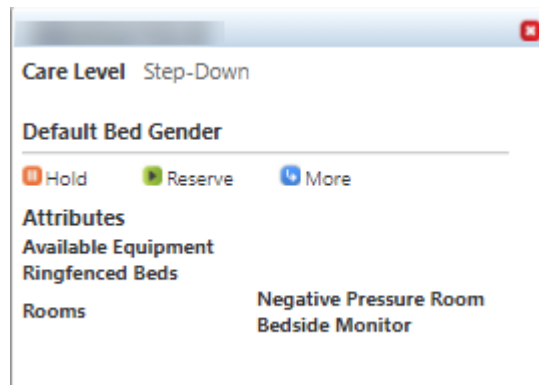 Care Level Step-Down
Default Bed Gender
Hold Reserve More
Attributes
Available Equipment
Ringfenced Beds
Rooms Negative Pressure Room
Bedside Monitor